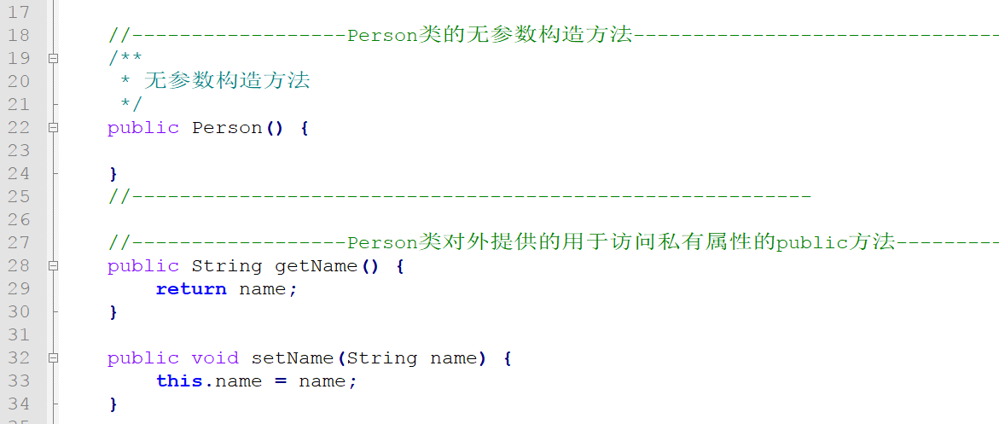 17
18 //------------------Person类的无参数构造方法-------------------------------
19 /**
20 * 无参数构造方法
21 */
22 public Person() {
23
24 }
25 //---------------------------------------------------------
26
27 //------------------Person类对外提供的用于访问私有属性的public方法---------
28 public String getName() {
29 return name;
30 }
31
32 public void setName(String name) {
33 this.name = name;
34 }